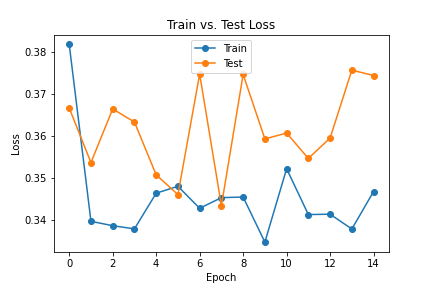 Train vs. Test Loss
Train
Test
0.38
0.37
0.36
0.35
0.34
Loss
0 2 4 6 8 10 12 14
Epoch